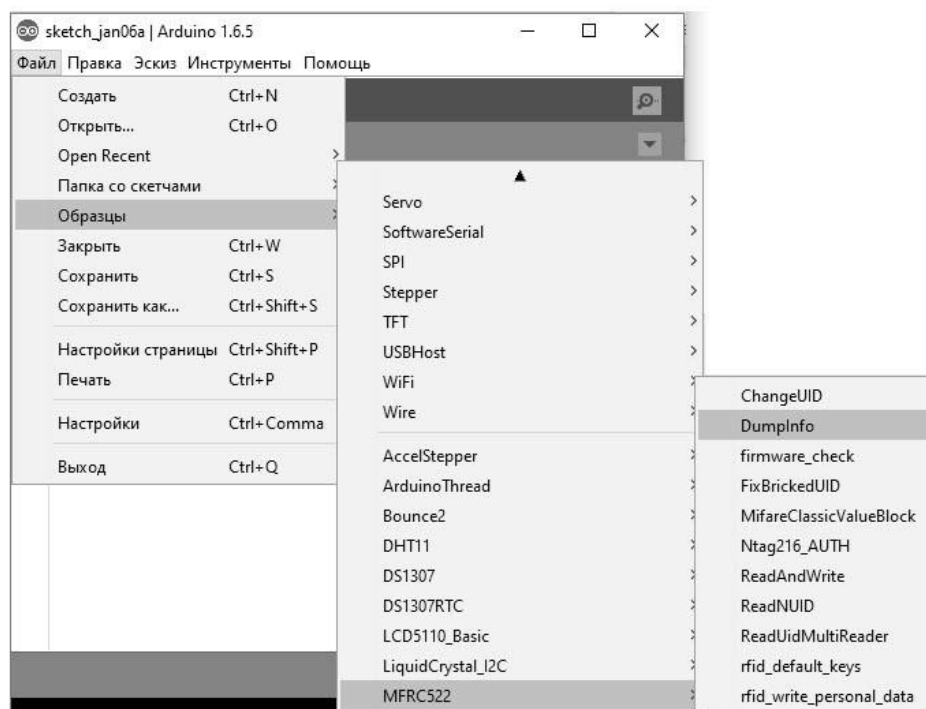 sketch_jan06a | Arduino 1.6.5
Файл Правка Эскиз Инструменты Помощь
Создать Ctrl+N
Открыть... Ctrl+O
Open Recent
Папка со скетчами
Образцы
Закрыть Ctrl+W
Сохранить Ctrl+S
Сохранить как... Ctrl+Shift+S
Настройки страницы Ctrl+Shift+P
Печать Ctrl+P
Настройки Ctrl+Comma
Выход Ctrl+Q
Servo
SoftwareSerial
SPI
Stepper
TFT
USBHost
WiFi
Wire
AccelStepper
ArduinoThread
Bounce2
DHT11
DS1307
DS1307RTC
LCD5110_Basic
LiquidCrystal_I2C
MFRC522
ChangeUID
DumpInfo
firmware_check
FixBrickedUID
MifareClassicValueBlock
Ntag216_AUTH
ReadAndWrite
ReadNUID
ReadUidMultiReader
rfid_default_keys
rfid_write_personal_data